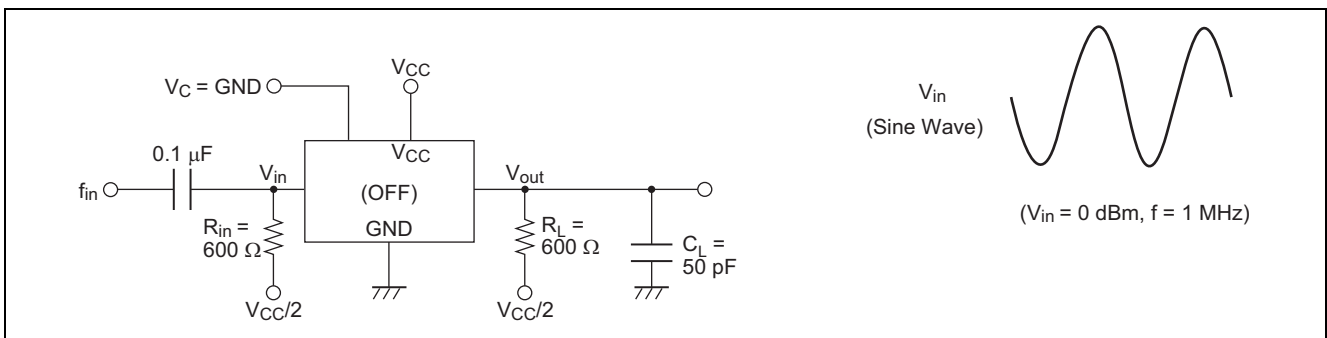 V_C = GND
V_CC
0.1 μF
f_in
V_in
V_CC
(OFF)
GND
V_out
R_in =
600 Ω
V_CC/2
R_L =
600 Ω
V_CC/2
C_L =
50 pF
V_in
(Sine Wave)
(V_in = 0 dBm, f = 1 MHz)